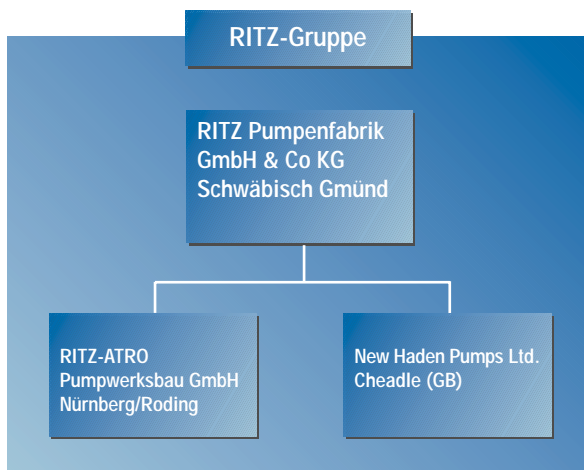 RITZ-Gruppe
RITZ Pumpenfabrik
GmbH & Co KG
Schwäbisch Gmünd
RITZ-ATRO
Pumpwerksbau GmbH
Nürnberg/Roding
New Haden Pumps Ltd.
Cheadle (GB)